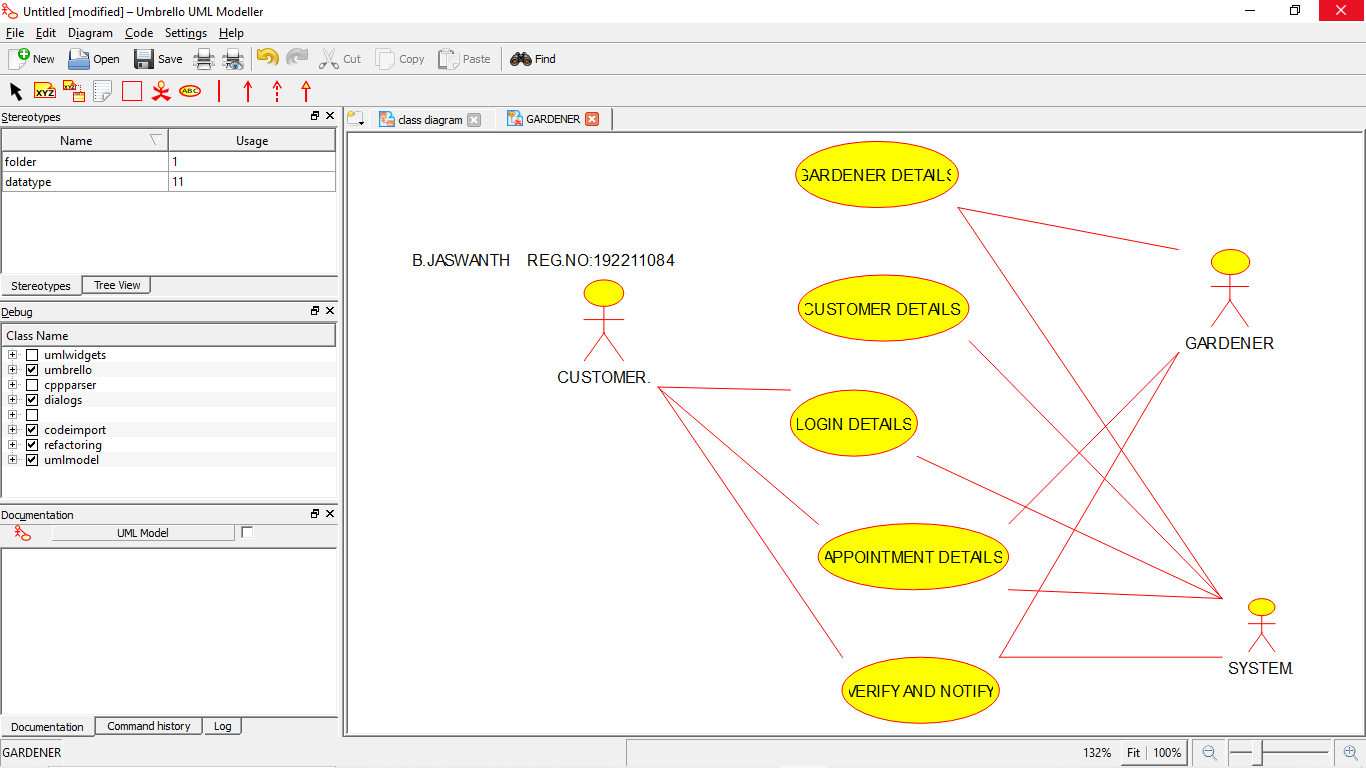 Untitled [modified] – Umbrello UML Modeller
File Edit Diagram Code Settings Help
New Open Save Cut Copy Paste Find
XYZ XYZ ABC
Stereotypes
Name Usage
folder 1
datatype 11
Stereotypes Tree View
Debug
Class Name
umlwidgets
umbrello
cppparser
dialogs
codeimport
refactoring
umlmodel
Documentation
UML Model
Documentation Command history Log
class diagram GARDENER
GARDENER DETAILS
B.JASWANTH REG.NO:192211084
CUSTOMER DETAILS
GARDENER
CUSTOMER.
LOGIN DETAILS
APPOINTMENT DETAILS
SYSTEM.
VERIFY AND NOTIFY
GARDENER 132% Fit 100%